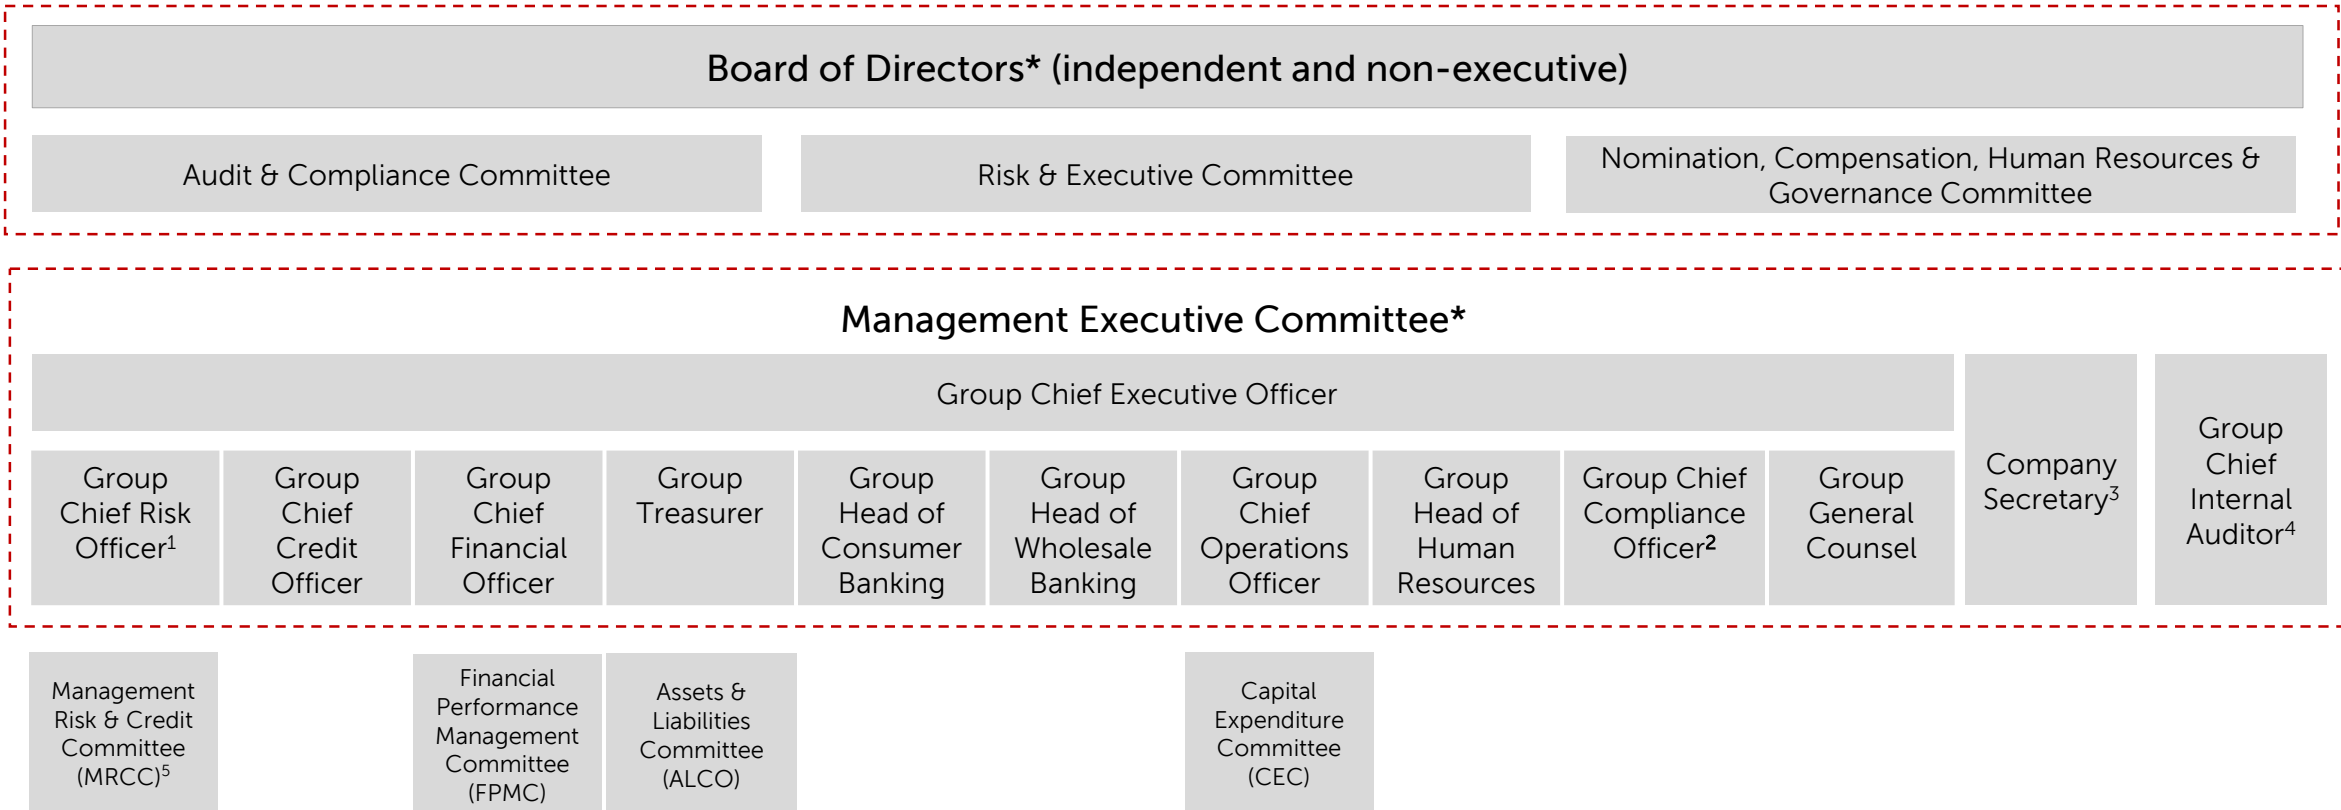 Board of Directors* (independent and non-executive)
Audit & Compliance Committee
Risk & Executive Committee
Nomination, Compensation, Human Resources &
Governance Committee
Management Executive Committee*
Group Chief Executive Officer
Group
Chief Risk
Officer¹
Group
Chief
Credit
Officer
Group
Chief
Financial
Officer
Group
Treasurer
Group
Head of
Consumer
Banking
Group
Head of
Wholesale
Banking
Group
Chief
Operations
Officer
Group
Head of
Human
Resources
Group Chief
Compliance
Officer²
Group
General
Counsel
Company
Secretary³
Group
Chief
Internal
Auditor⁴
Management
Risk & Credit
Committee
(MRCC)⁵
Financial
Performance
Management
Committee
(FPMC)
Assets &
Liabilities
Committee
(ALCO)
Capital
Expenditure
Committee
(CEC)